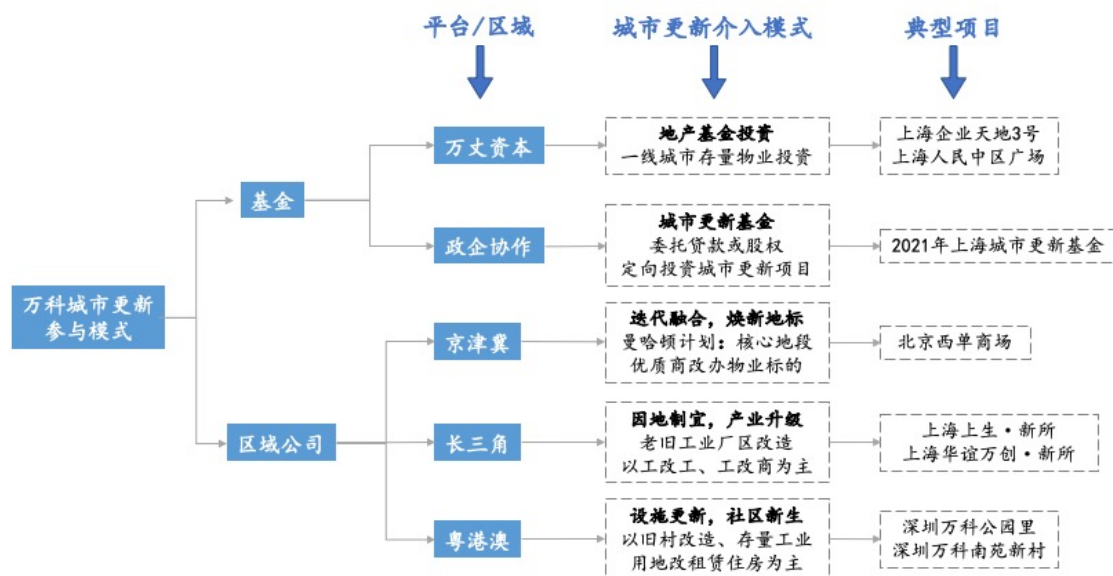 平台/区域
城市更新介入模式
典型项目
万科城市更新
参与模式
基金
万丈资本
地产基金投资
一线城市存量物业投资
上海企业天地3号
上海人民中区广场
政企协作
城市更新基金
委托贷款或股权
定向投资城市更新项目
2021年上海城市更新基金
区域公司
京津冀
迭代融合，焕新地标
曼哈顿计划：核心地段
优质商改办物业标的
北京西单商场
长三角
因地制宜，产业升级
老旧工业厂区改造
以工改工、工改商为主
上海上生·新所
上海华谊万创·新所
粤港澳
设施更新，社区新生
以旧村改造、存量工业
用地改租赁住房为主
深圳万科公园里
深圳万科南苑新村